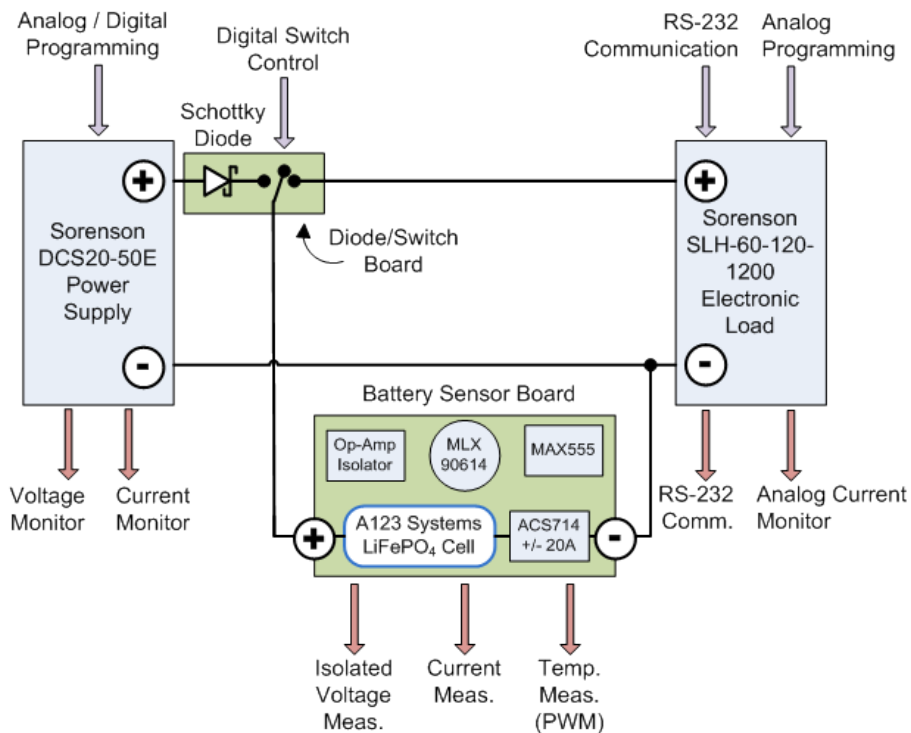 Analog / Digital
Programming
Digital Switch
Control
RS-232
Communication
Analog
Programming
Schottky
Diode
+
Sorenson
DCS20-50E
Power
Supply
-
Diode/Switch
Board
+
Sorenson
SLH-60-120-
1200
Electronic
Load
-
Battery Sensor Board
Op-Amp
Isolator
MLX
90614
MAX555
+
A123 Systems
LiFePO4 Cell
ACS714
+/- 20A
-
Voltage
Monitor
Current
Monitor
RS-232
Comm.
Analog Current
Monitor
Isolated
Voltage
Meas.
Current
Meas.
Temp.
Meas.
(PWM)